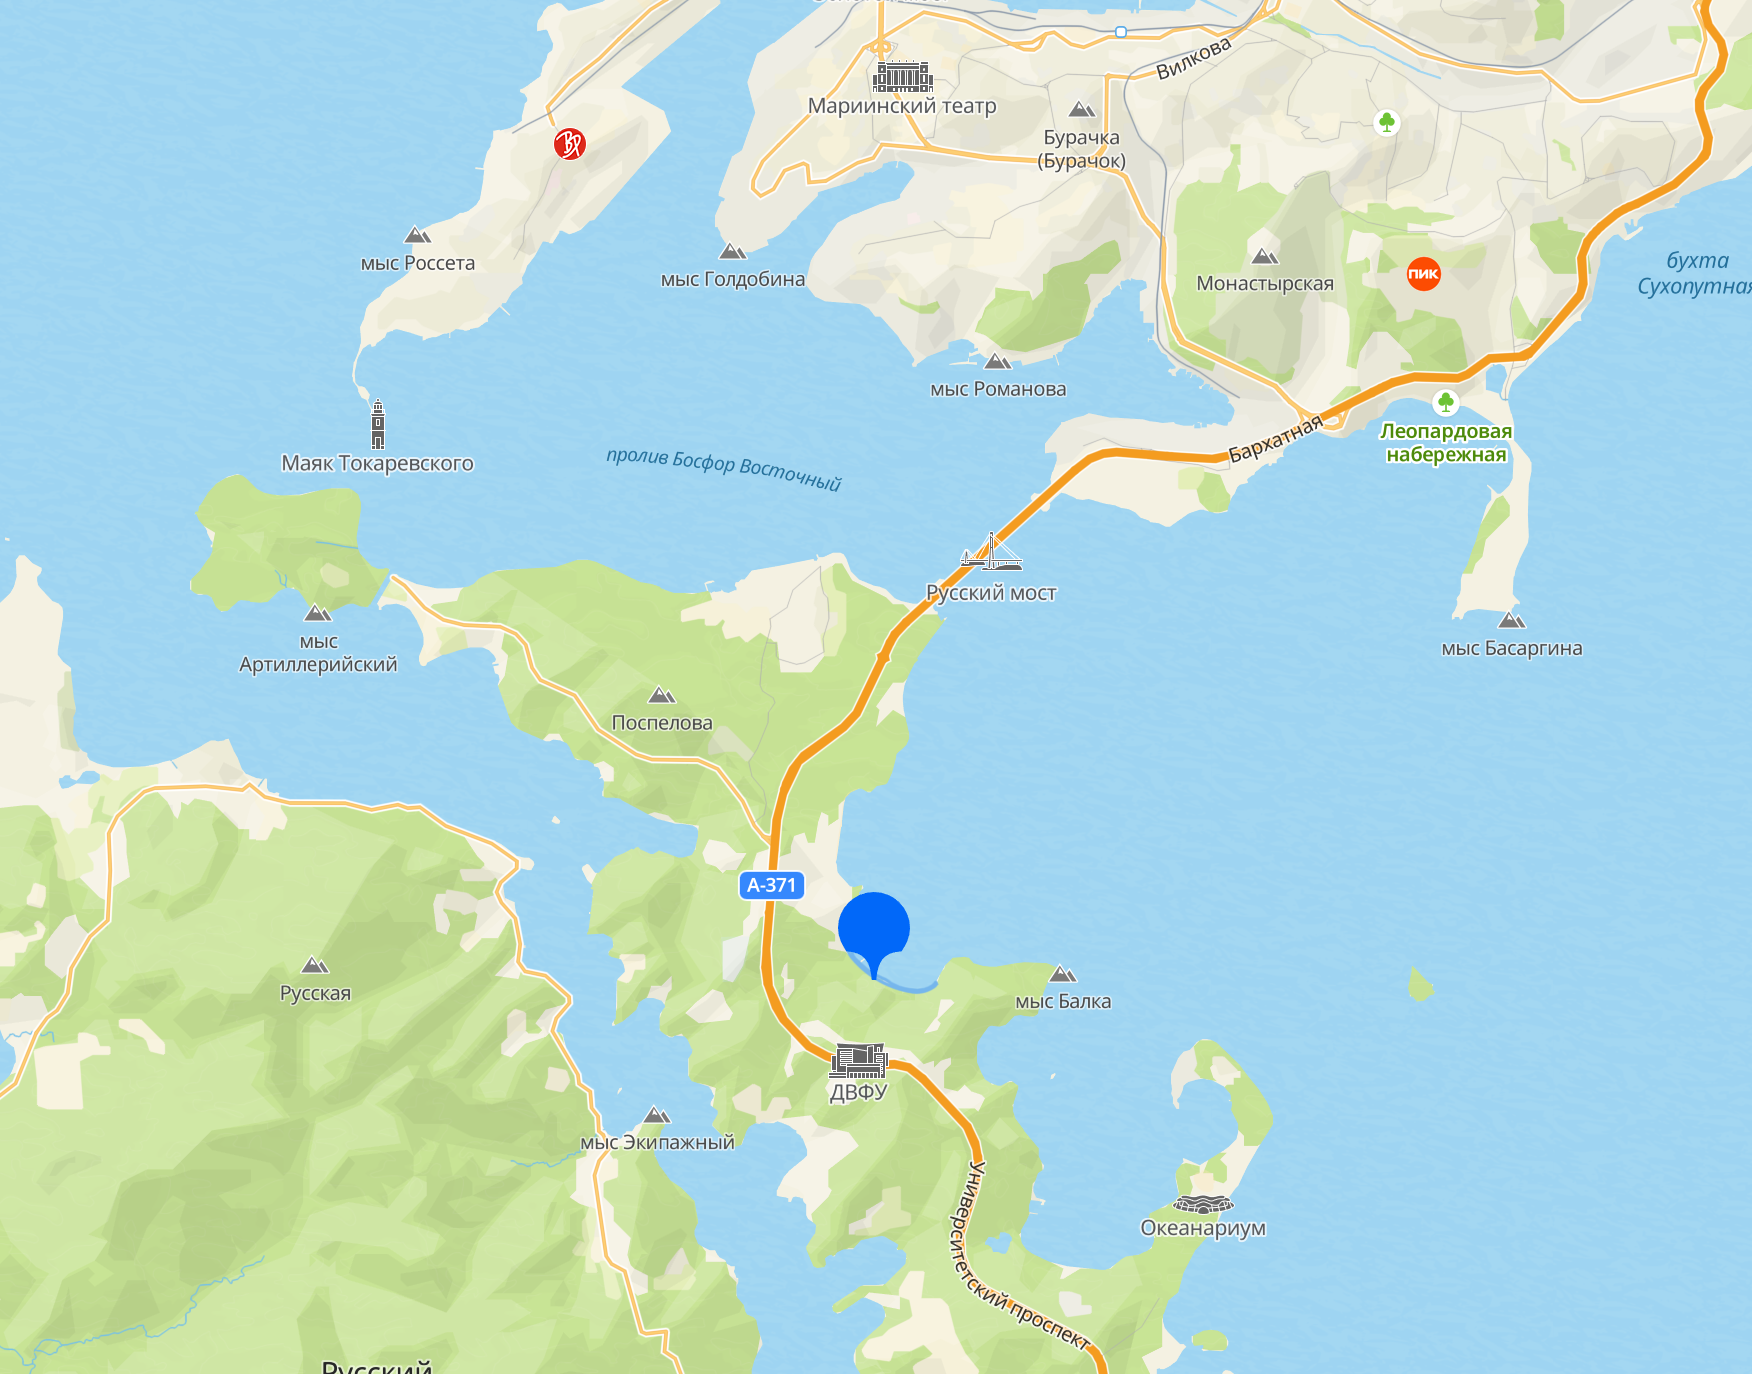 Вилкова
Мариинский театр
Бурачка
(Бурачок)
мыс Россета
мыс Голдобина
Монастырская
ПИК
бухта
Сухопутная
мыс Романова
Бархатная
Леопардовая
набережная
Маяк Токаревского
пролив Босфор Восточный
Русский мост
мыс
Артиллерийский
мыс Басаргина
Поспелова
А-371
Русская
мыс Балка
ДВФУ
мыс Экипажный
Университетский проспект
Океанариум
Русский